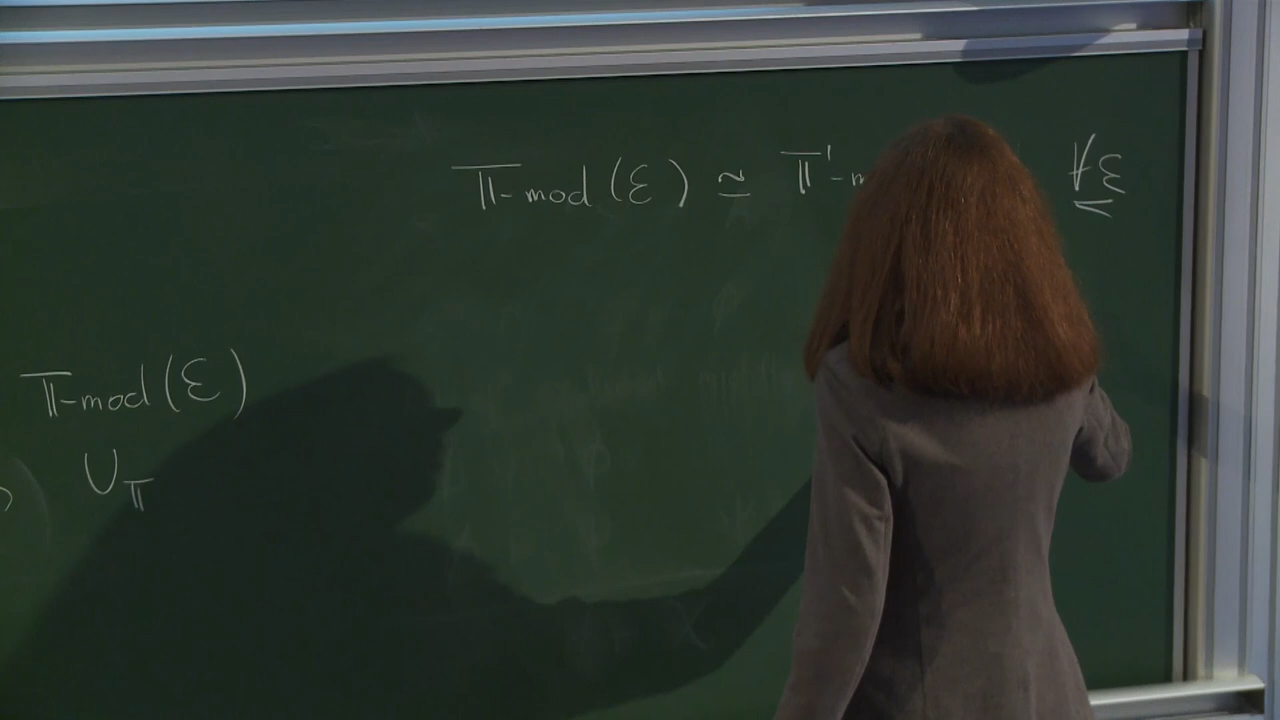 𝕋-mod (ℰ) ≃ 𝕋'-m ∀ℰ
𝕋-mod (ℰ)
U_𝕋